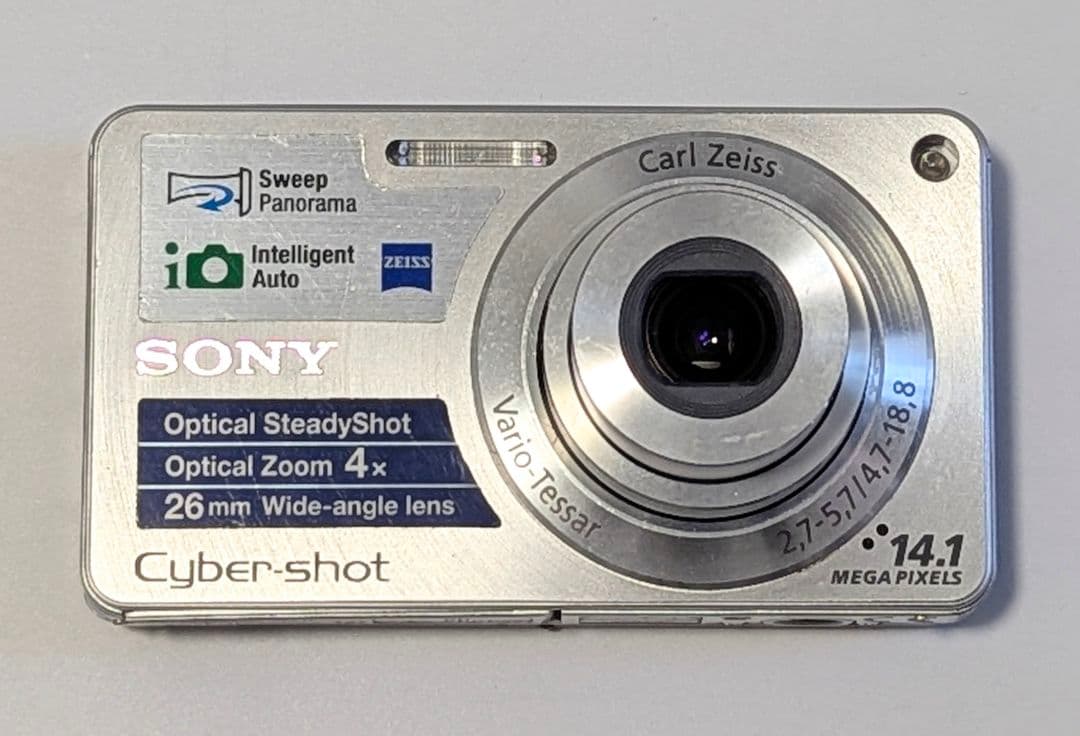 Carl Zeiss
Sweep
Panorama
i Intelligent
Auto
ZEISS
SONY
Optical SteadyShot
Optical Zoom 4x
26mm Wide-angle lens
Vario-Tessar
2,7-5,7/4,7-18,8
Cyber-shot
14.1
MEGA PIXELS